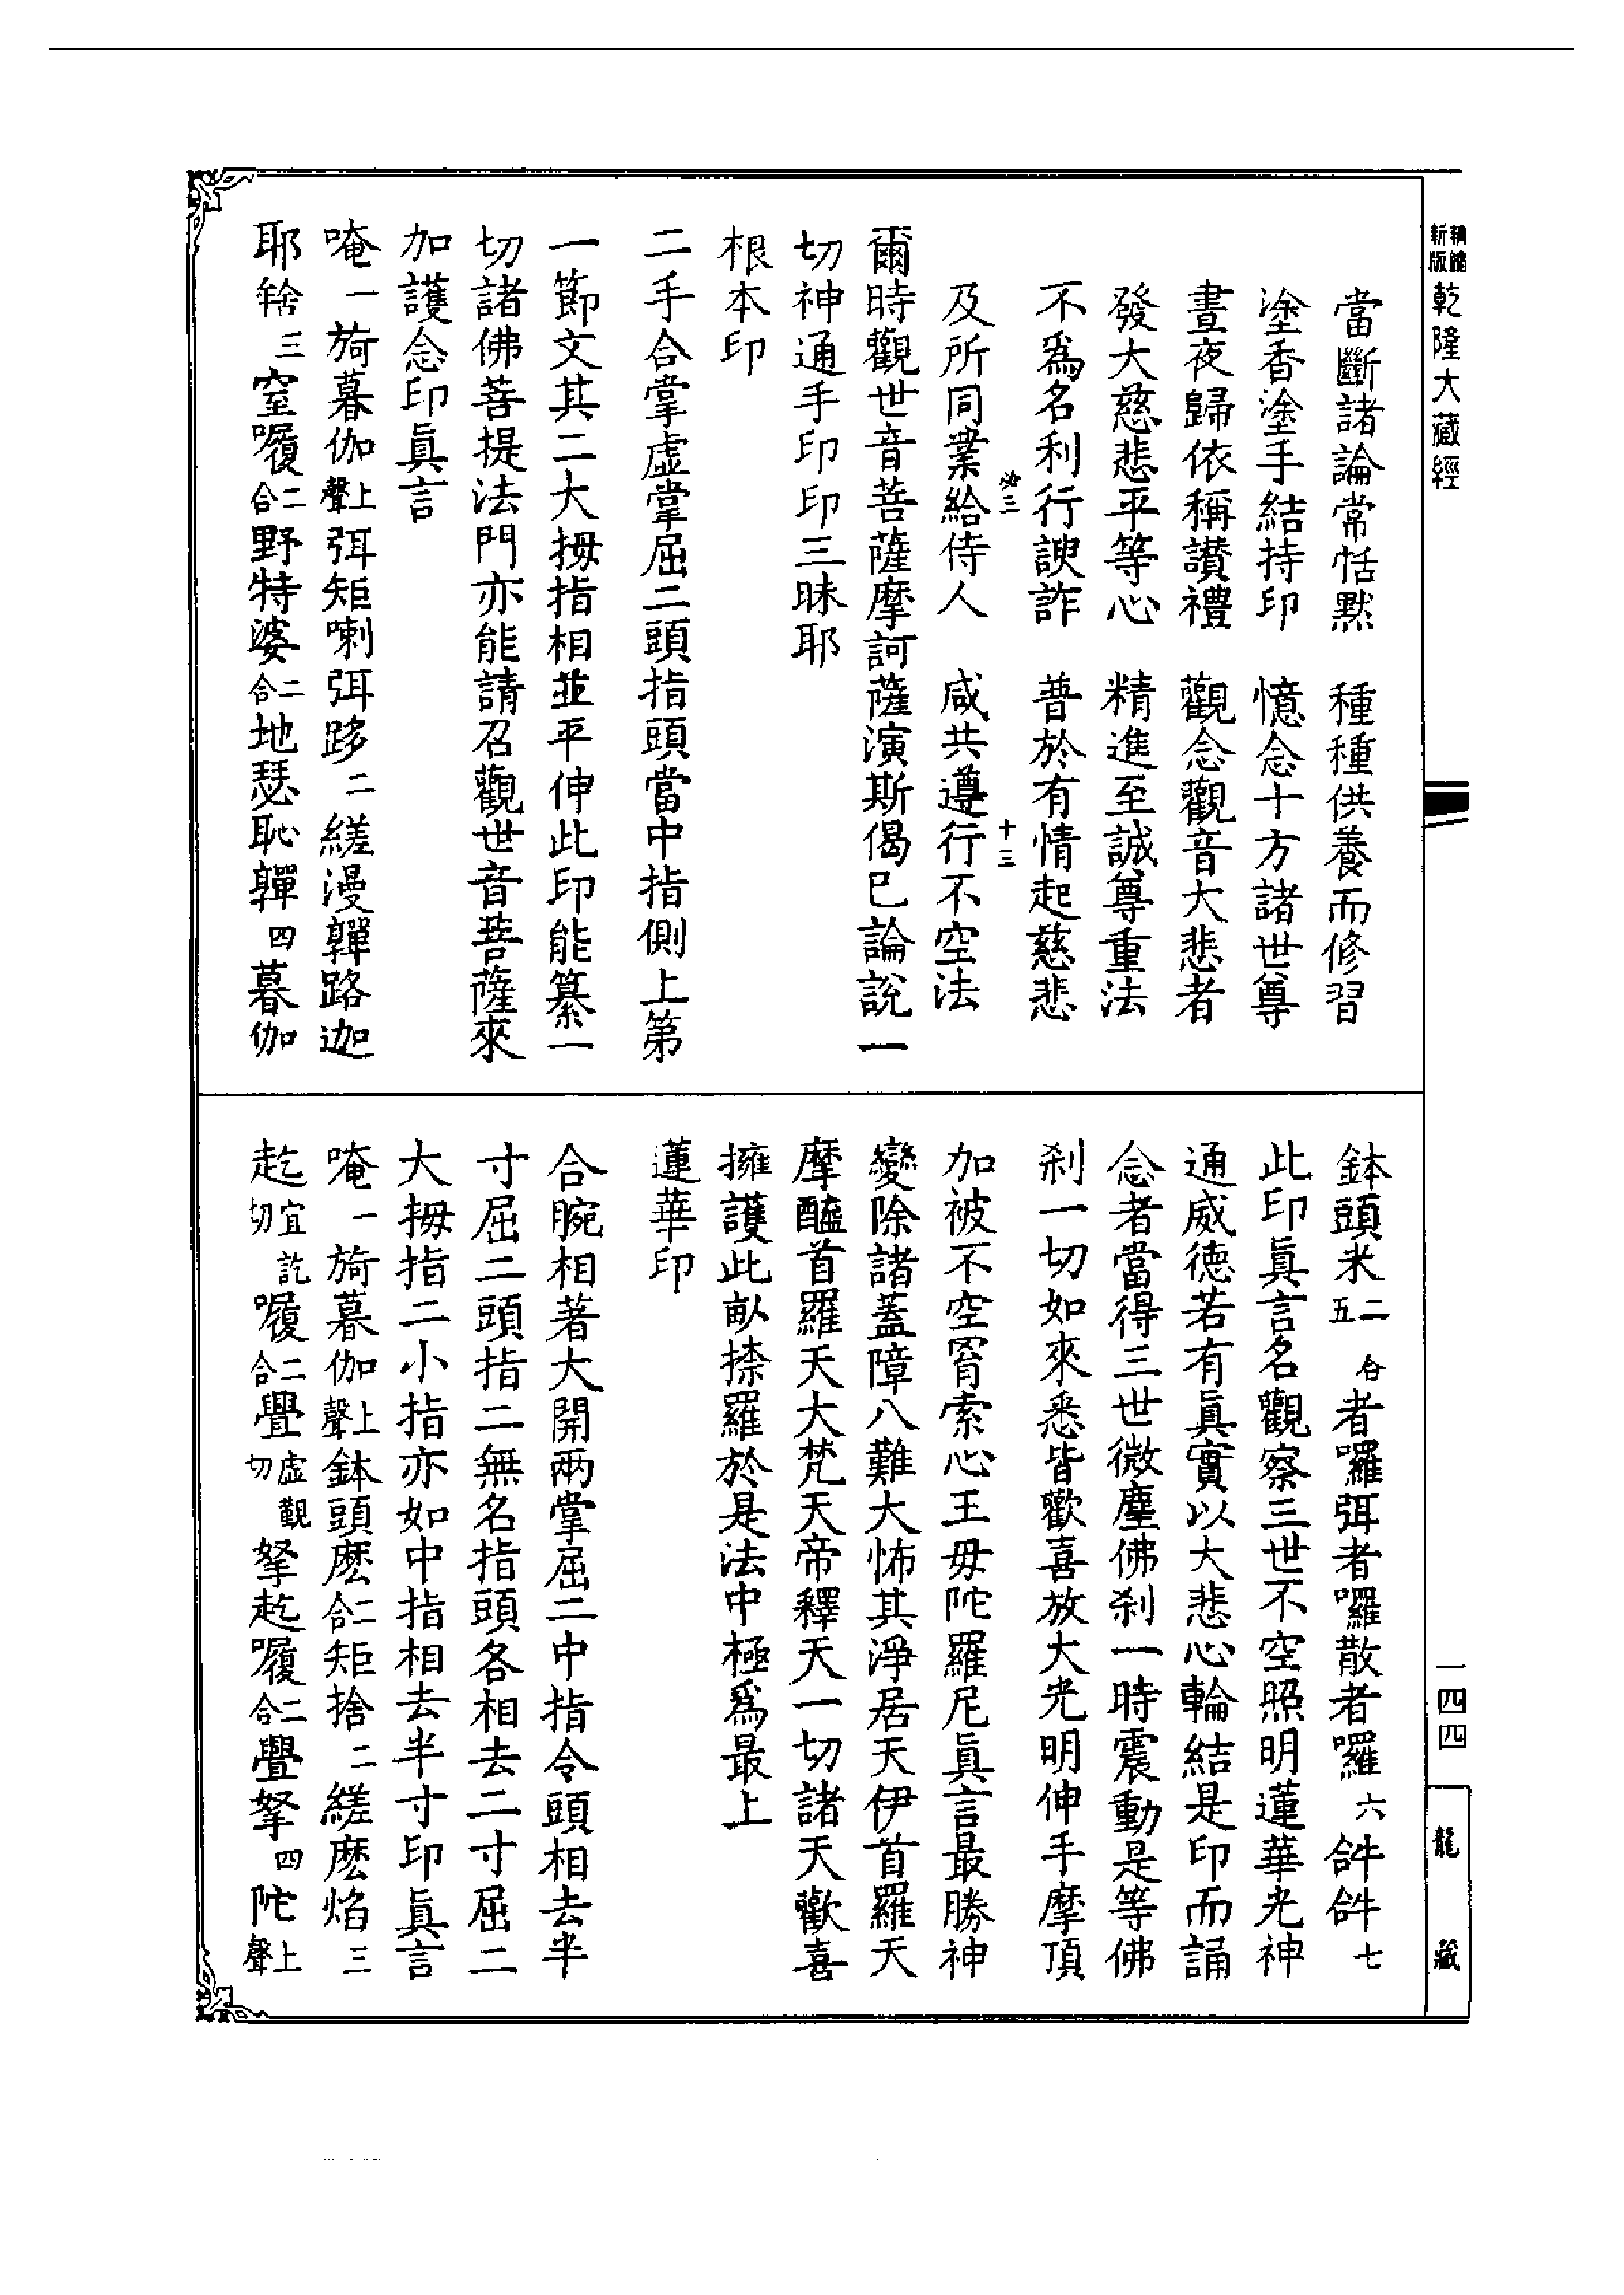 精縮新版乾隆大藏經
當斷諸論常恬默　種種供養而修習
塗香塗手結持印　憶念十方諸世尊
晝夜歸依稱讚禮　觀念觀音大悲者
發大慈悲平等心　精進至誠尊重法
不爲名利行諛詐　普於有情起慈悲
十三
及所同業給侍人　咸共遵行不空法
爾時觀世音菩薩摩訶薩演斯偈已論說一
切神通手印印三昧耶
根本印
二手合掌虛掌屈二頭指頭當中指側上第
一節文其二大拇指相並平伸此印能纂一
切諸佛菩提法門亦能請召觀世音菩薩來
加護念印眞言
唵一旖暮伽上聲弭矩喇弭跢二縒漫亸路迦
耶三窒𡃤二合野特婆二合地瑟恥亸四暮伽
鉢頭米二合五者囉弭者囉散者囉六𤙖𤙖七
此印眞言名觀察三世不空照明蓮華光神
通威德若有眞實以大悲心輪結是印而誦
念者當得三世微塵佛刹一時震動是等佛
刹一切如來悉皆歡喜放大光明伸手摩頂
加被不空罥索心王毋陀羅尼眞言最勝神
變除諸蓋障八難大怖其淨居天伊首羅天
摩醯首羅天大梵天帝釋天一切諸天歡喜
擁護此㽃捺羅於是法中極爲最上
蓮華印
合腕相著大開兩掌屈二中指令頭相去半
寸屈二頭指二無名指頭各相去二寸屈二
大拇指二小指亦如中指相去半寸印眞言
唵一旖暮伽上聲鉢頭麼二合矩捨二縒麼焰三
趁宜訖切𡃤二合舋虛觀切拏趁𡃤二合舋拏四陀上聲
一四四
龍藏